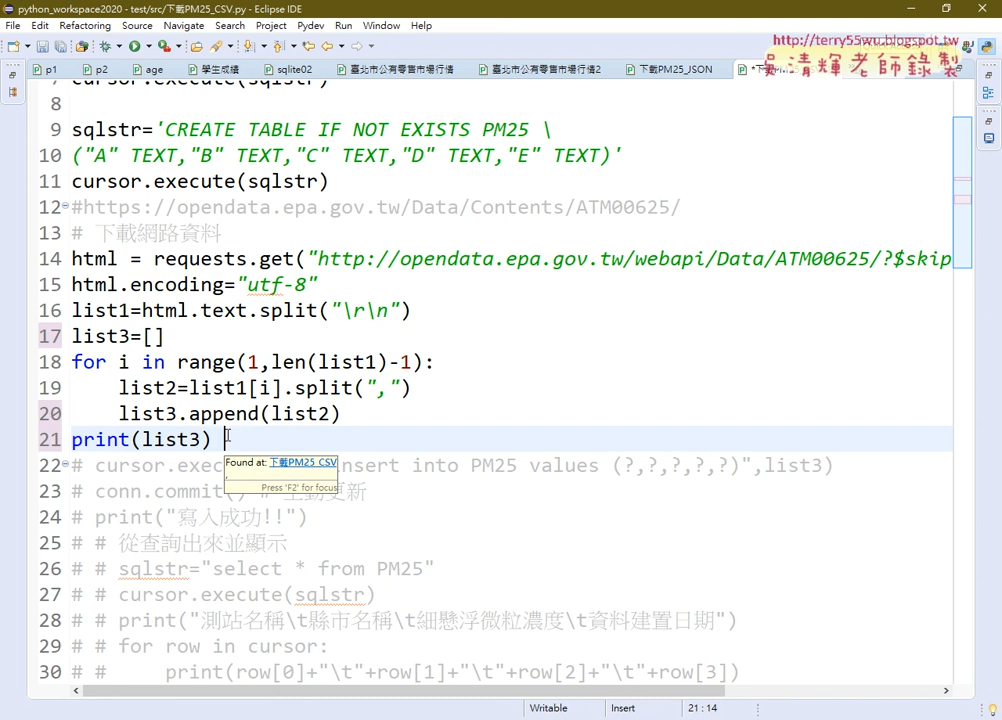 python_workspace2020 - test/src/下載PM25_CSV.py - Eclipse IDE
File Edit Refactoring Source Navigate Search Project Pydev Run Window Help
http://terry55wu.blogspot.tw
吳清輝老師錄製
p1 p2 age 學生成績 sqlite02 臺北市公有零售市場行情 臺北市公有零售市場行情2 下載PM25_JSON
cursor.execute(sqlstr)
8
9 sqlstr='CREATE TABLE IF NOT EXISTS PM25 \
10 ("A" TEXT,"B" TEXT,"C" TEXT,"D" TEXT,"E" TEXT)'
11 cursor.execute(sqlstr)
12 #https://opendata.epa.gov.tw/Data/Contents/ATM00625/
13 # 下載網路資料
14 html = requests.get("http://opendata.epa.gov.tw/webapi/Data/ATM00625/?$skip
15 html.encoding="utf-8"
16 list1=html.text.split("\r\n")
17 list3=[]
18 for i in range(1,len(list1)-1):
19 list2=list1[i].split(",")
20 list3.append(list2)
21 print(list3)
22 # cursor.exec insert into PM25 values (?,?,?,?,?)",list3)
Found at: 下載PM25_CSV
,
Press 'F2' for focus
23 # conn.commit() # 主動更新
24 # print("寫入成功!!")
25 # # 從查詢出來並顯示
26 # # sqlstr="select * from PM25"
27 # # cursor.execute(sqlstr)
28 # # print("測站名稱\t縣市名稱\t細懸浮微粒濃度\t資料建置日期")
29 # # for row in cursor:
30 # # print(row[0]+"\t"+row[1]+"\t"+row[2]+"\t"+row[3])
Writable Insert 21 : 14